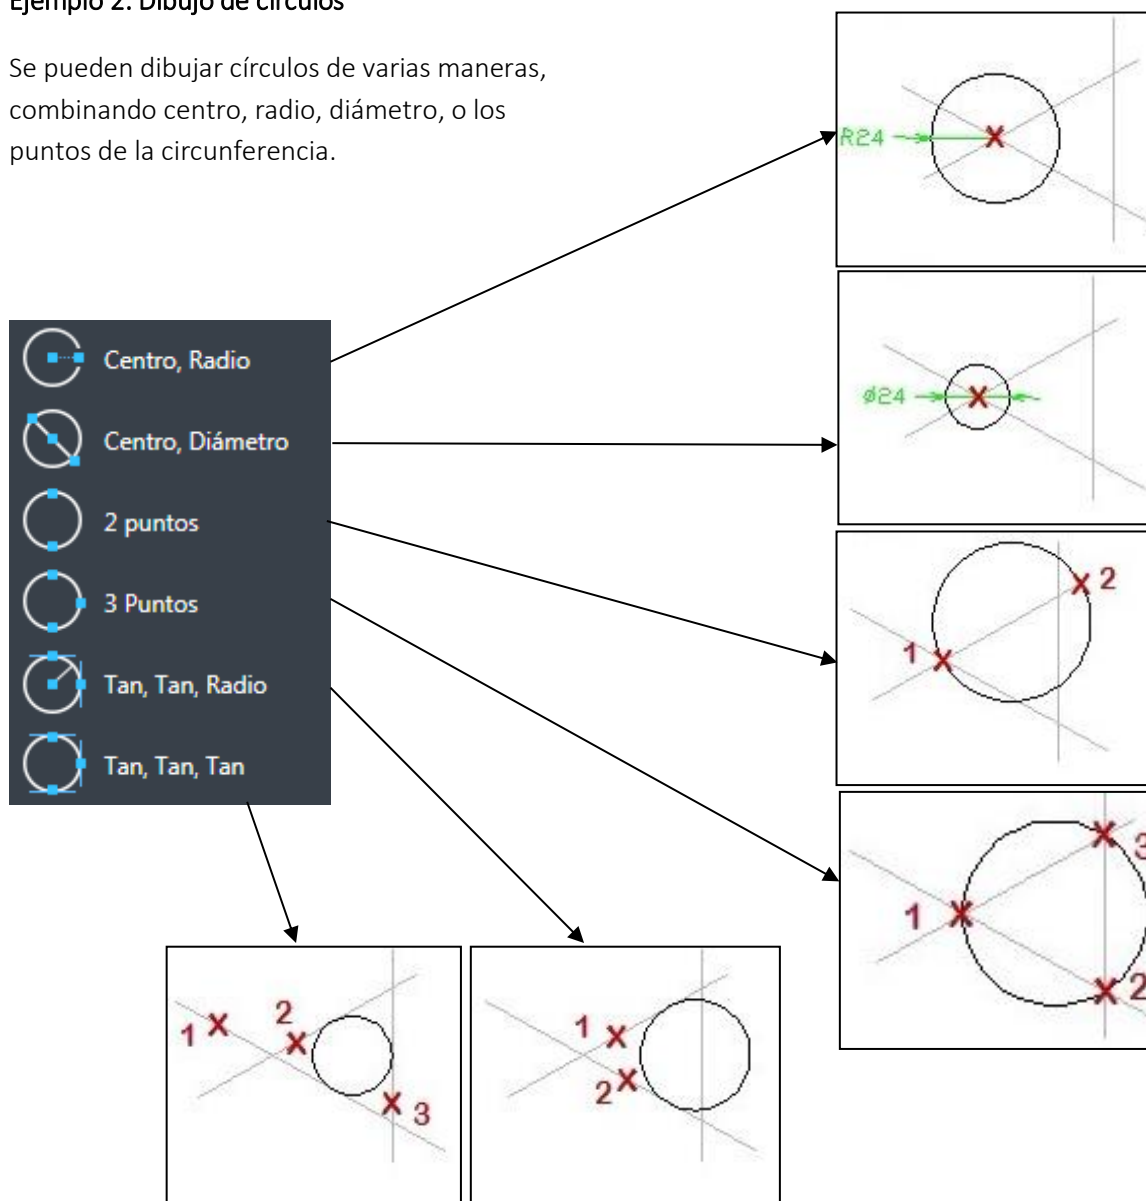 Ejemplo 2. Dibujo de círculos
Se pueden dibujar círculos de varias maneras,
combinando centro, radio, diámetro, o los
puntos de la circunferencia.
R24
Centro, Radio
Centro, Diámetro
2 puntos
3 Puntos
Tan, Tan, Radio
Tan, Tan, Tan
ø24
1
2
1
2
3
1
2
3
1
2